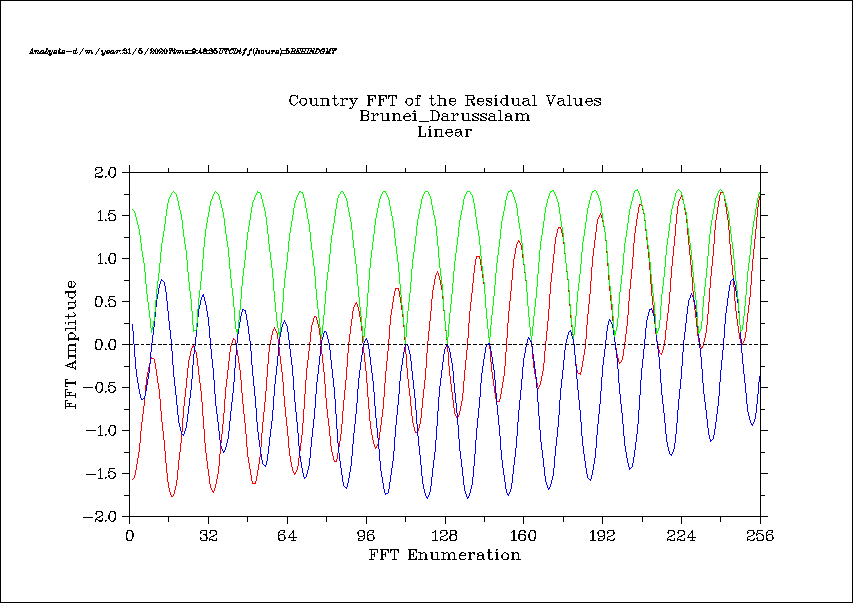 Country FFT of the Residual Values
Brunei_Darussalam
Linear
2.0
1.5
1.0
0.5
0.0
−0.5
−1.0
−1.5
−2.0
FFT Amplitude
0 32 64 96 128 160 192 224 256
FFT Enumeration